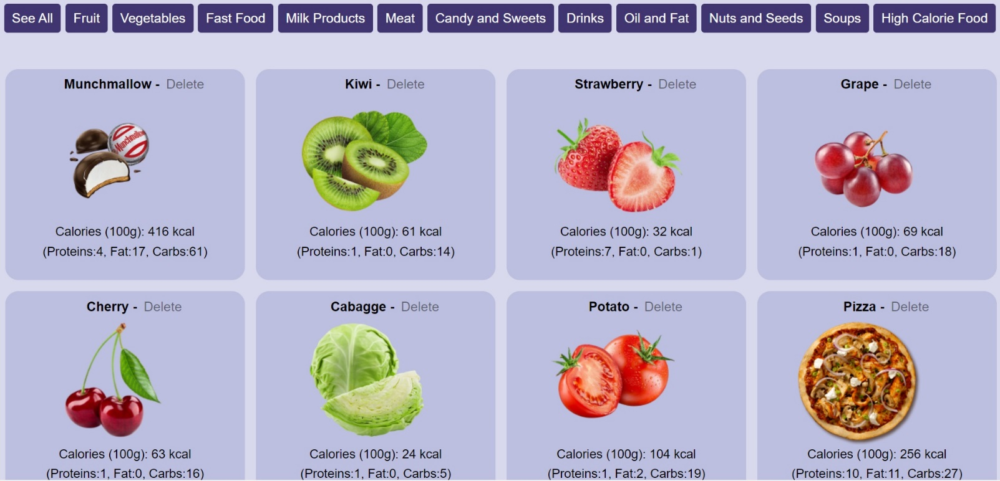 See All Fruit Vegetables Fast Food Milk Products Meat Candy and Sweets Drinks Oil and Fat Nuts and Seeds Soups High Calorie Food
Munchmallow - Delete
Munchmallow
Calories (100g): 416 kcal
(Proteins:4, Fat:17, Carbs:61)
Kiwi - Delete
Calories (100g): 61 kcal
(Proteins:1, Fat:0, Carbs:14)
Strawberry - Delete
Calories (100g): 32 kcal
(Proteins:7, Fat:0, Carbs:1)
Grape - Delete
Calories (100g): 69 kcal
(Proteins:1, Fat:0, Carbs:18)
Cherry - Delete
Calories (100g): 63 kcal
(Proteins:1, Fat:0, Carbs:16)
Cabagge - Delete
Calories (100g): 24 kcal
(Proteins:1, Fat:0, Carbs:5)
Potato - Delete
Calories (100g): 104 kcal
(Proteins:1, Fat:2, Carbs:19)
Pizza - Delete
Calories (100g): 256 kcal
(Proteins:10, Fat:11, Carbs:27)